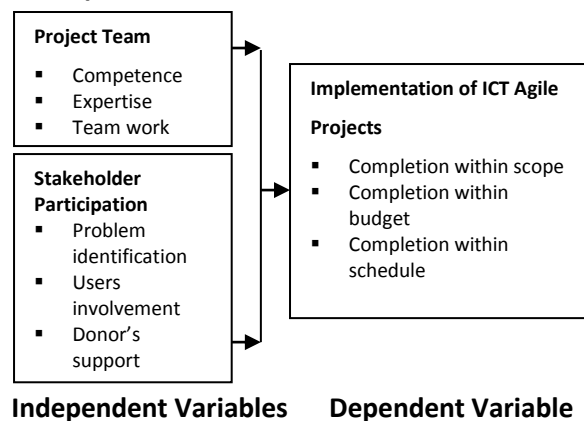 Project Team
▪ Competence
▪ Expertise
▪ Team work
Stakeholder
Participation
▪ Problem
identification
▪ Users
involvement
▪ Donor’s
support
Implementation of ICT Agile
Projects
▪ Completion within scope
▪ Completion within
budget
▪ Completion within
schedule
Independent Variables
Dependent Variable